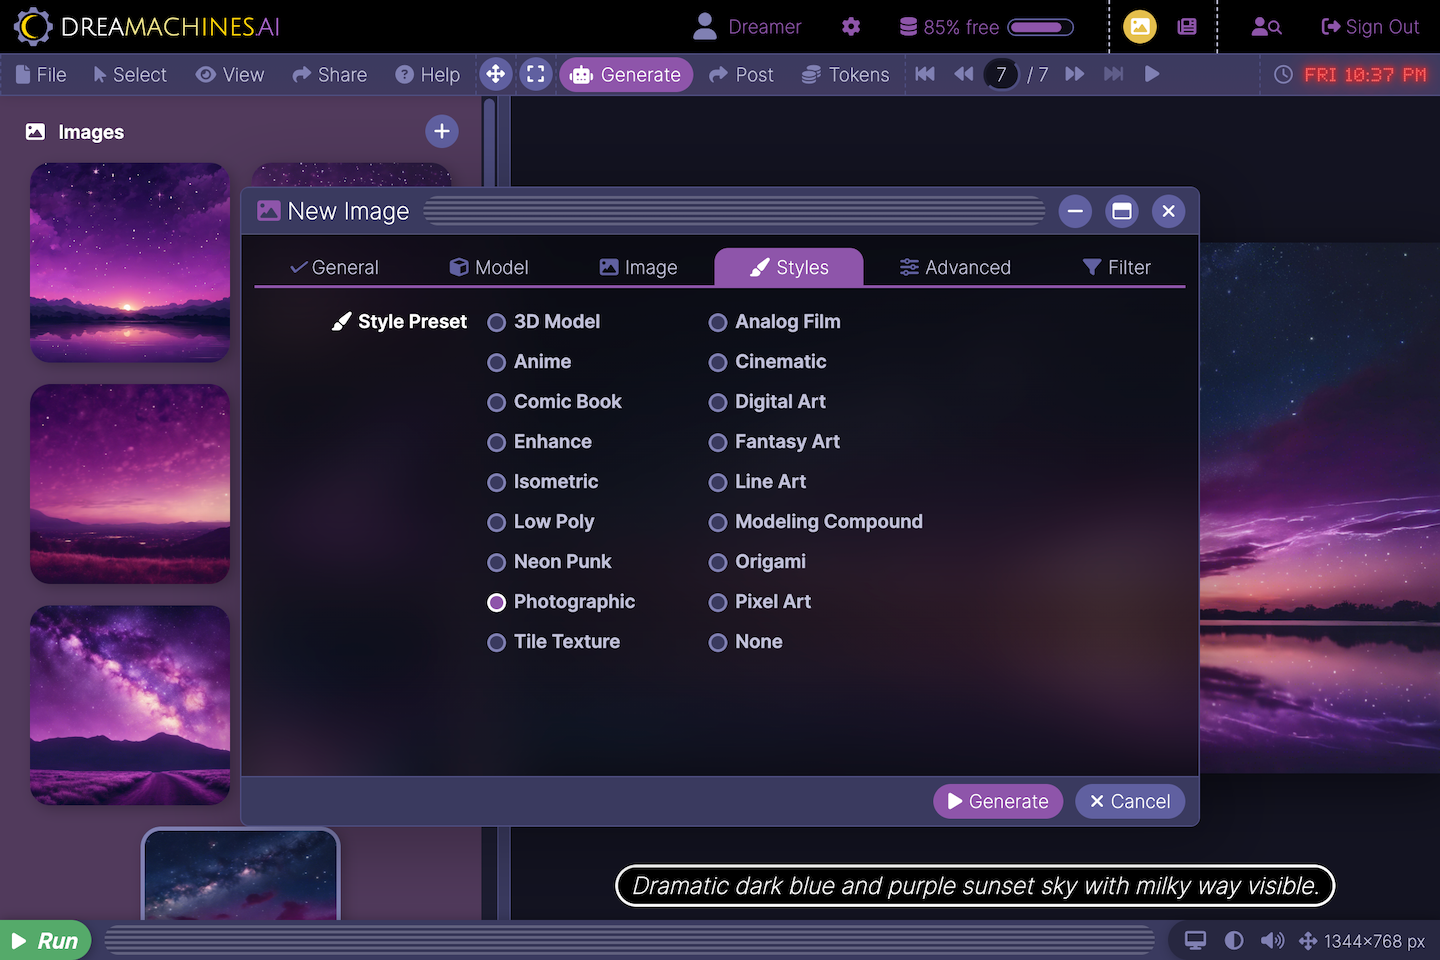 DREAMACHINES.AI
Dreamer
85% free
Sign Out
File
Select
View
Share
Help
Generate
Post
Tokens
7 / 7
FRI 10:37 PM
Images
New Image
General
Model
Image
Styles
Advanced
Filter
Style Preset
3D Model
Analog Film
Anime
Cinematic
Comic Book
Digital Art
Enhance
Fantasy Art
Isometric
Line Art
Low Poly
Modeling Compound
Neon Punk
Origami
Photographic
Pixel Art
Tile Texture
None
Generate
Cancel
Dramatic dark blue and purple sunset sky with milky way visible.
Run
1344×768 px